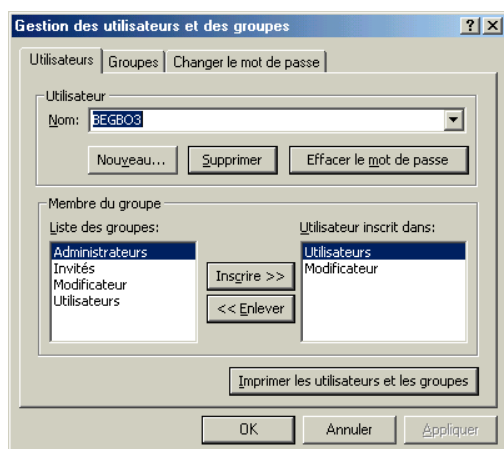 Gestion des utilisateurs et des groupes
Utilisateurs Groupes Changer le mot de passe
Utilisateur
Nom: BEGBO3
Nouveau... Supprimer Effacer le mot de passe
Membre du groupe
Liste des groupes:
Administrateurs
Invités
Modificateur
Utilisateurs
Inscrire >>
<< Enlever
Utilisateur inscrit dans:
Utilisateurs
Modificateur
Imprimer les utilisateurs et les groupes
OK Annuler Appliquer